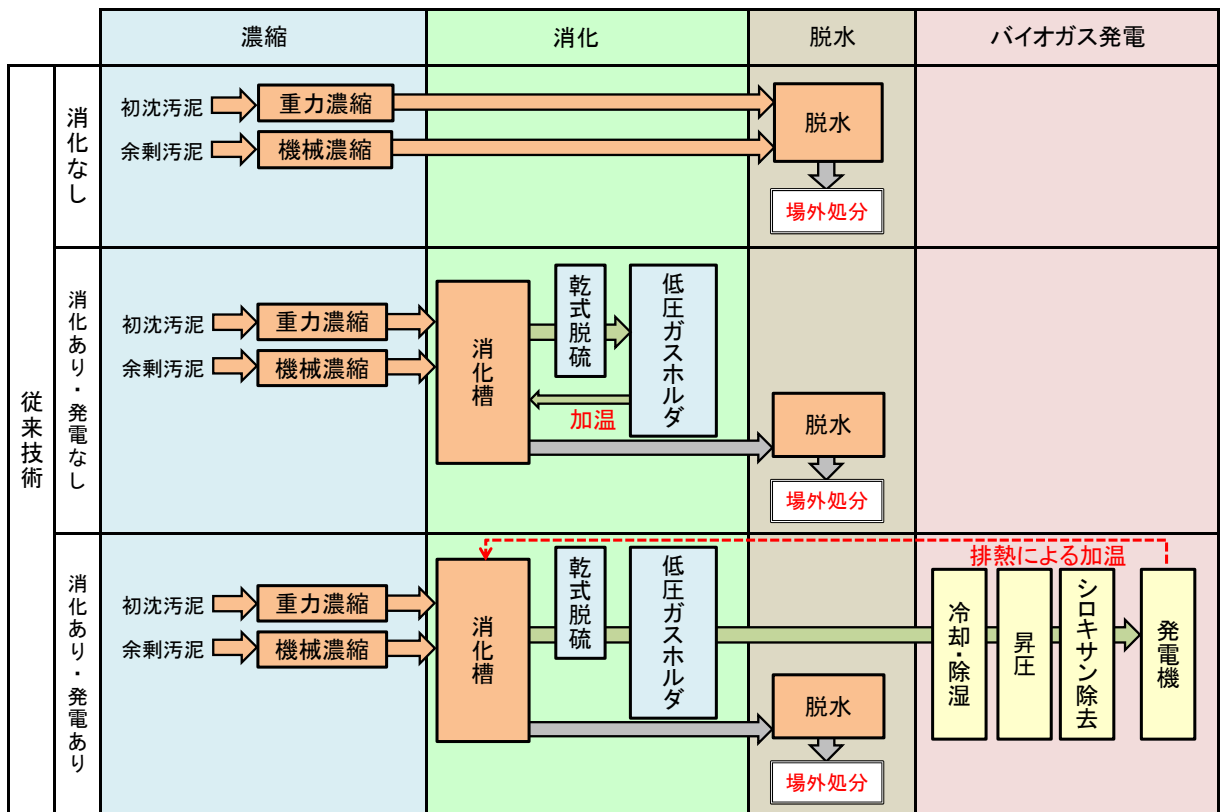 濃縮
消化
脱水
バイオガス発電
従来技術
消化なし
初沈汚泥
重力濃縮
余剰汚泥
機械濃縮
脱水
場外処分
消化あり・発電なし
初沈汚泥
重力濃縮
余剰汚泥
機械濃縮
消化槽
乾式脱硫
低圧ガスホルダ
加温
脱水
場外処分
消化あり・発電あり
初沈汚泥
重力濃縮
余剰汚泥
機械濃縮
消化槽
乾式脱硫
低圧ガスホルダ
脱水
場外処分
排熱による加温
冷却・除湿
昇圧
シロキサン除去
発電機